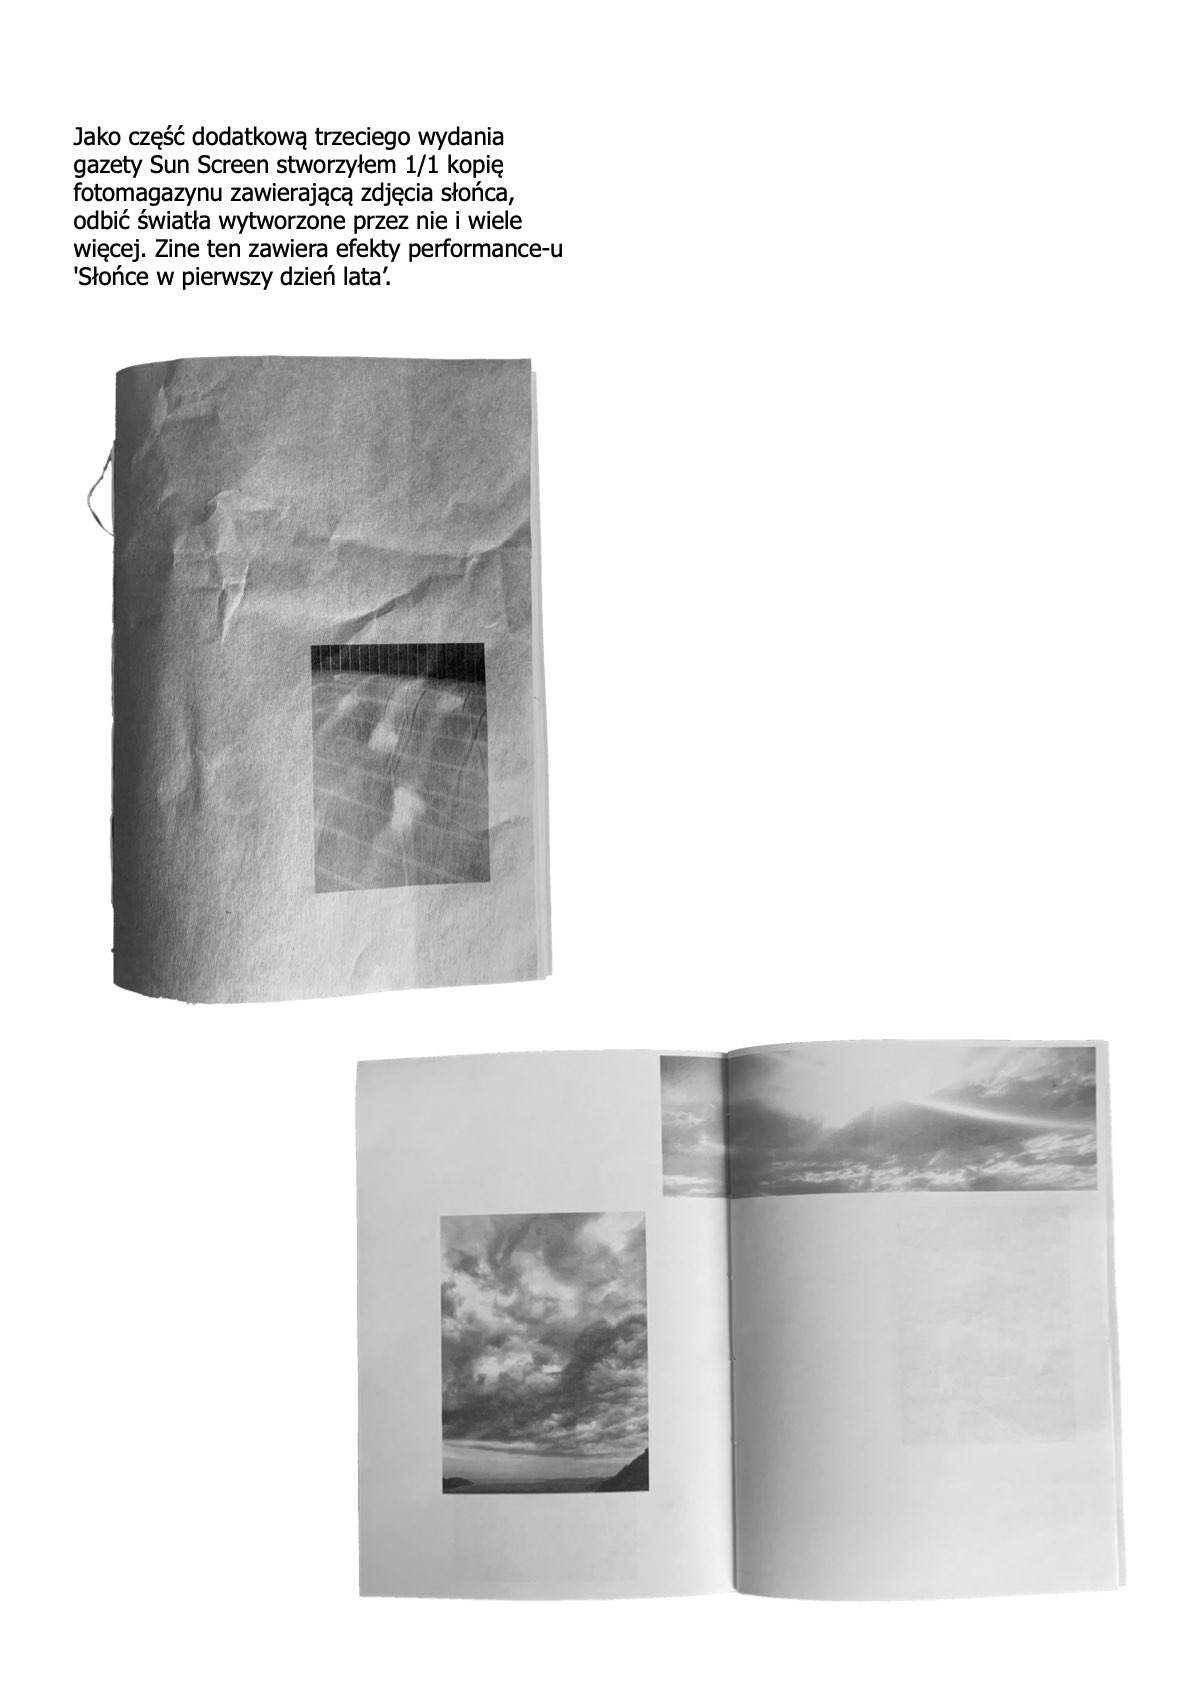 Jako część dodatkową trzeciego wydania
gazety Sun Screen stworzyłem 1/1 kopię
fotomagazynu zawierającą zdjęcia słońca,
odbić światła wytworzone przez nie i wiele
więcej. Zine ten zawiera efekty performance-u
'Słońce w pierwszy dzień lata’.